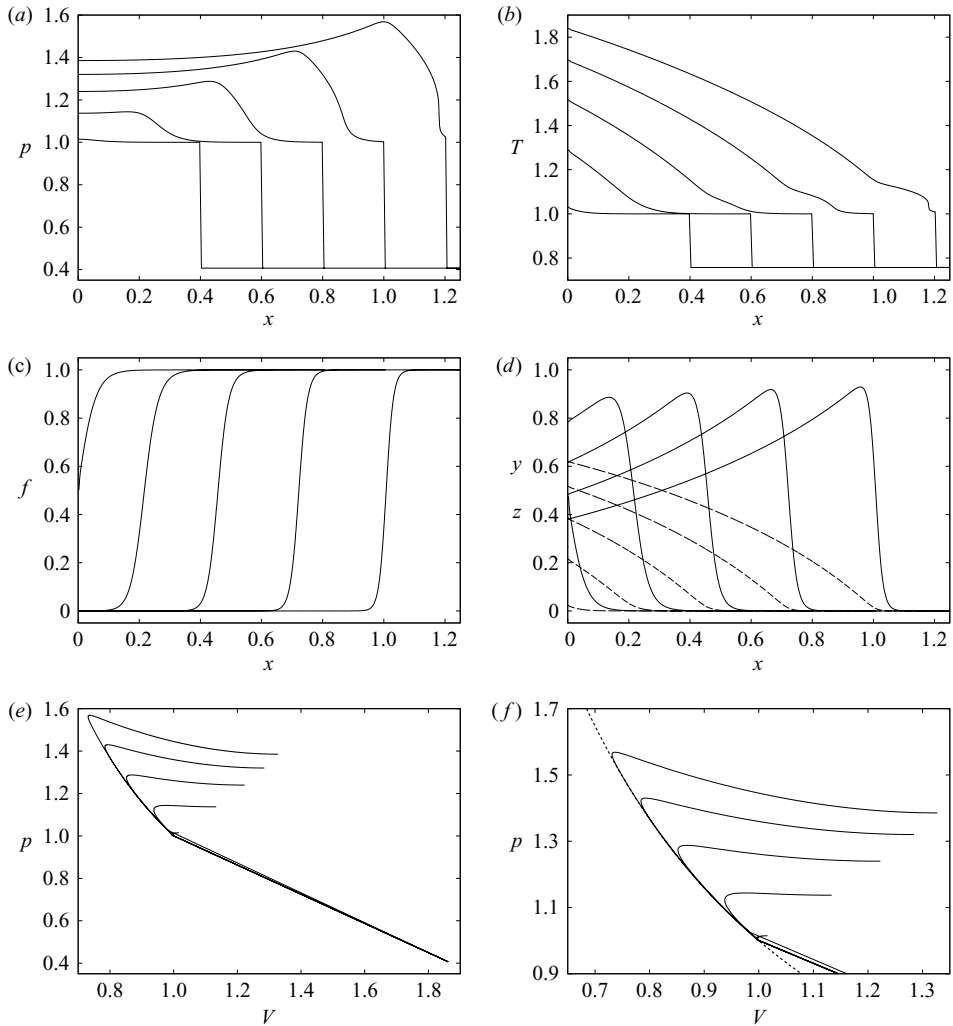 (a)
1.6
1.4
1.2
p
1.0
0.8
0.6
0.4
0 0.2 0.4 0.6 0.8 1.0 1.2
x
(b)
1.8
1.6
1.4
T
1.2
1.0
0.8
0 0.2 0.4 0.6 0.8 1.0 1.2
x
(c)
1.0
0.8
0.6
f
0.4
0.2
0
0 0.2 0.4 0.6 0.8 1.0 1.2
x
(d)
1.0
0.8
y
0.6
z
0.4
0.2
0
0 0.2 0.4 0.6 0.8 1.0 1.2
x
(e)
1.6
1.4
1.2
p
1.0
0.8
0.6
0.4
0.8 1.0 1.2 1.4 1.6 1.8
V
(f)
1.7
1.5
p
1.3
1.1
0.9
0.7 0.8 0.9 1.0 1.1 1.2 1.3
V